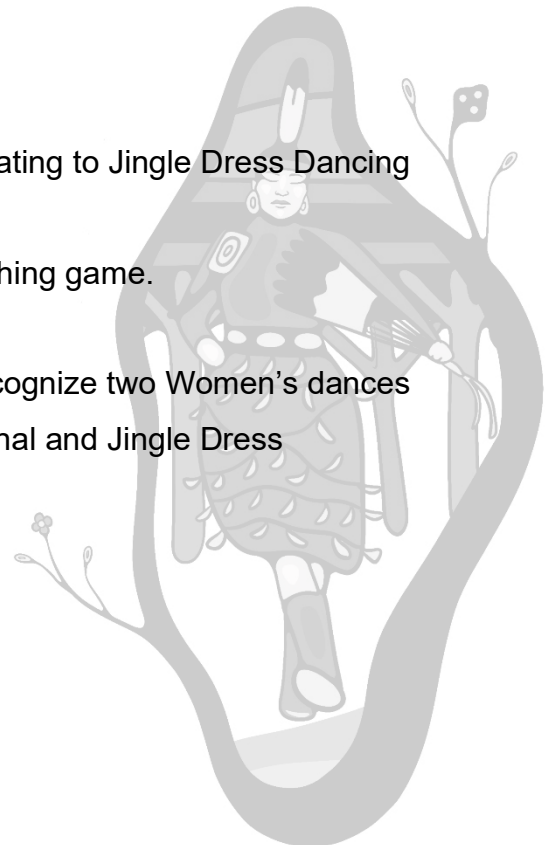 ating to Jingle Dress Dancing
hing game.
cognize two Women’s dances
nal and Jingle Dress